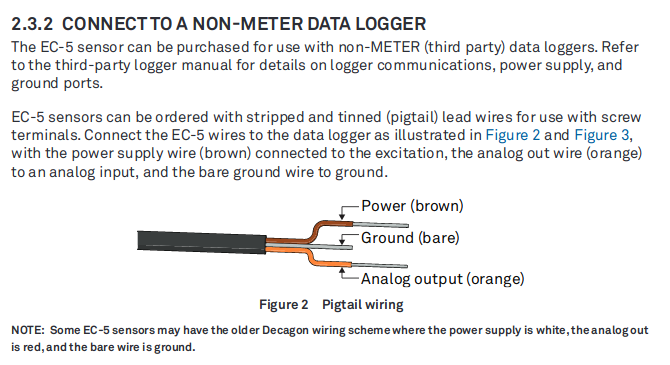 2.3.2 CONNECT TO A NON-METER DATA LOGGER
The EC-5 sensor can be purchased for use with non-METER (third party) data loggers. Refer
to the third-party logger manual for details on logger communications, power supply, and
ground ports.
EC-5 sensors can be ordered with stripped and tinned (pigtail) lead wires for use with screw
terminals. Connect the EC-5 wires to the data logger as illustrated in Figure 2 and Figure 3,
with the power supply wire (brown) connected to the excitation, the analog out wire (orange)
to an analog input, and the bare ground wire to ground.
Power (brown)
Ground (bare)
Analog output (orange)
Figure 2 Pigtail wiring
NOTE: Some EC-5 sensors may have the older Decagon wiring scheme where the power supply is white, the analog out
is red, and the bare wire is ground.